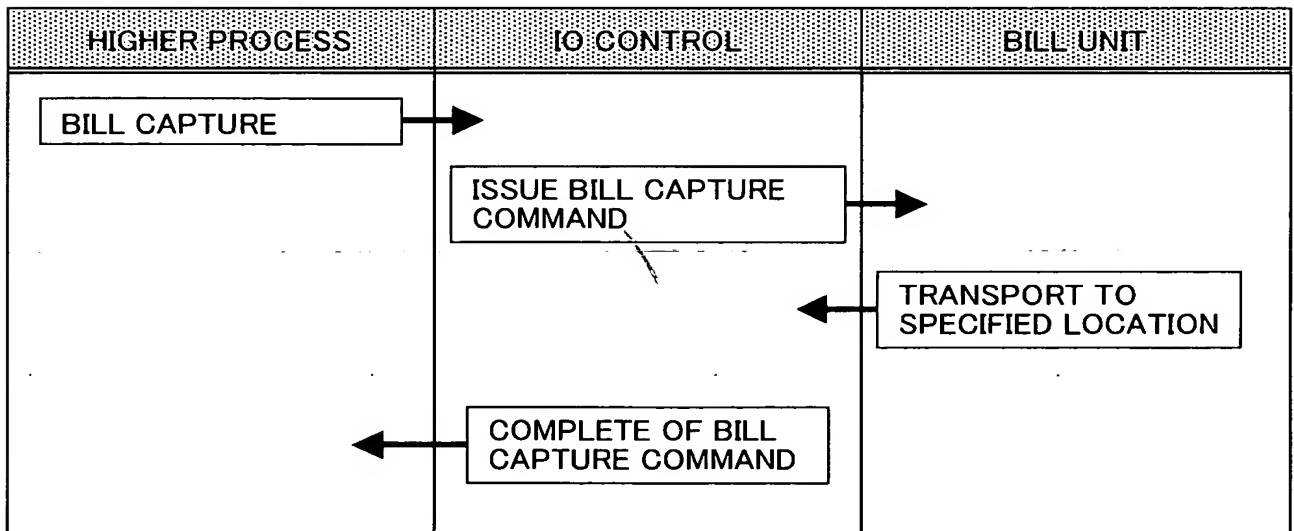 HIGHER PROCESS
IO CONTROL
BILL UNIT
BILL CAPTURE
ISSUE BILL CAPTURE
COMMAND
TRANSPORT TO
SPECIFIED LOCATION
COMPLETE OF BILL
CAPTURE COMMAND